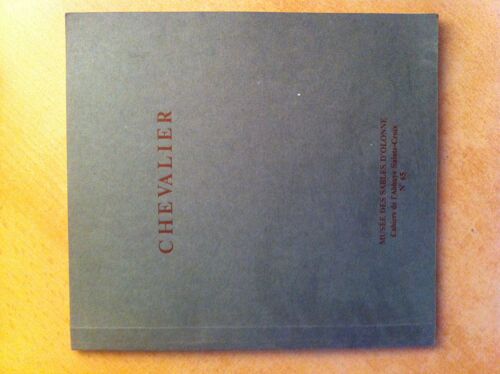 CHEVALIER
MUSÉE DES SABLES D'OLONNE
Cahiers de l'Abbaye Sainte-Croix
N° 65